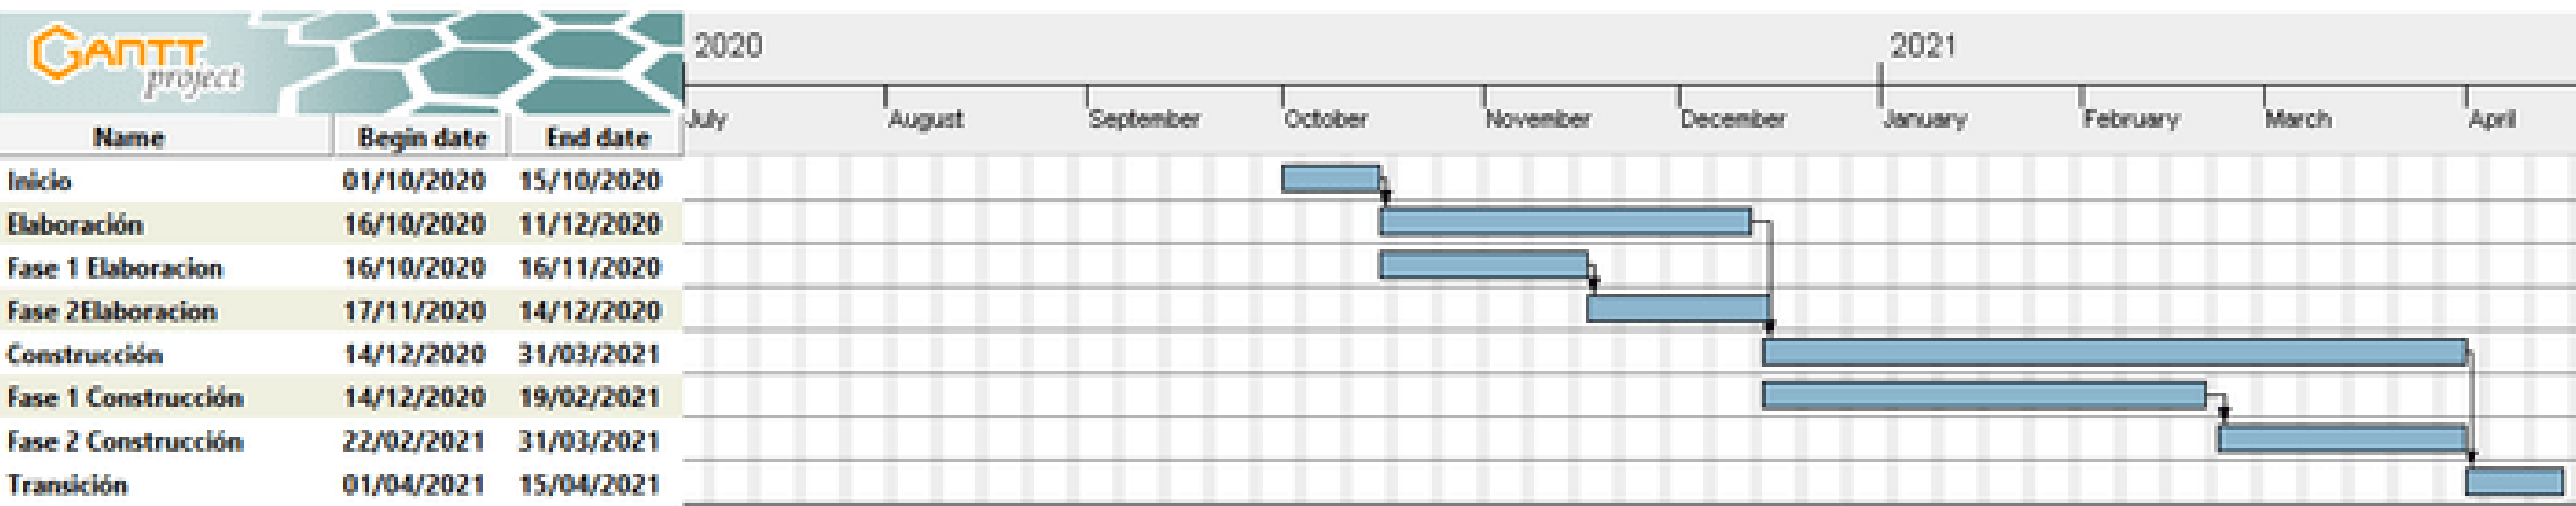 GANTT
project
2020 2021
July August September October November December January February March April
Name Begin date End date
Inicio 01/10/2020 15/10/2020
Elaboración 16/10/2020 11/12/2020
Fase 1 Elaboracion 16/10/2020 16/11/2020
Fase 2Elaboracion 17/11/2020 14/12/2020
Construcción 14/12/2020 31/03/2021
Fase 1 Construcción 14/12/2020 19/02/2021
Fase 2 Construcción 22/02/2021 31/03/2021
Transición 01/04/2021 15/04/2021